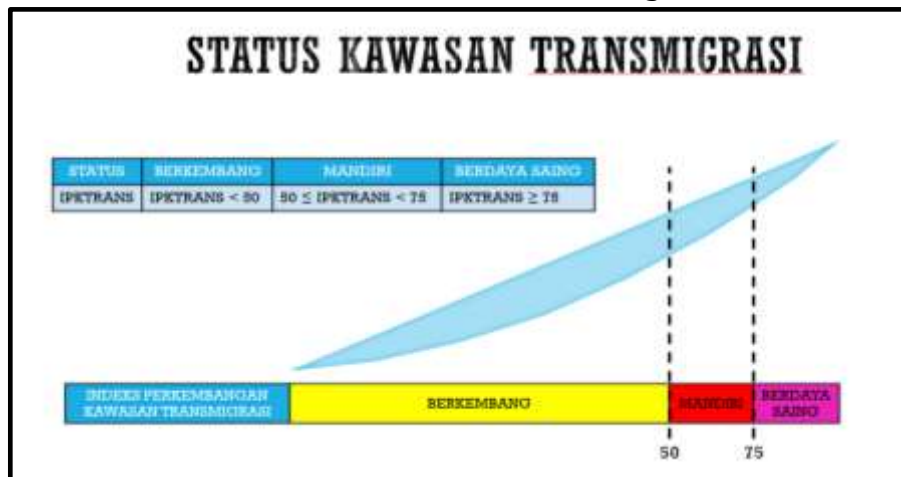 STATUS KAWASAN TRANSMIGRASI
STATUS BERKEMBANG MANDIRI BERDAYA SAING
IPKTRANS IPKTRANS < 50 50 ≤ IPKTRANS < 75 IPKTRANS ≥ 75
INDEKS PERKEMBANGAN
KAWASAN TRANSMIGRASI
BERKEMBANG
MANDIRI
BERDAYA
SAING
50 75